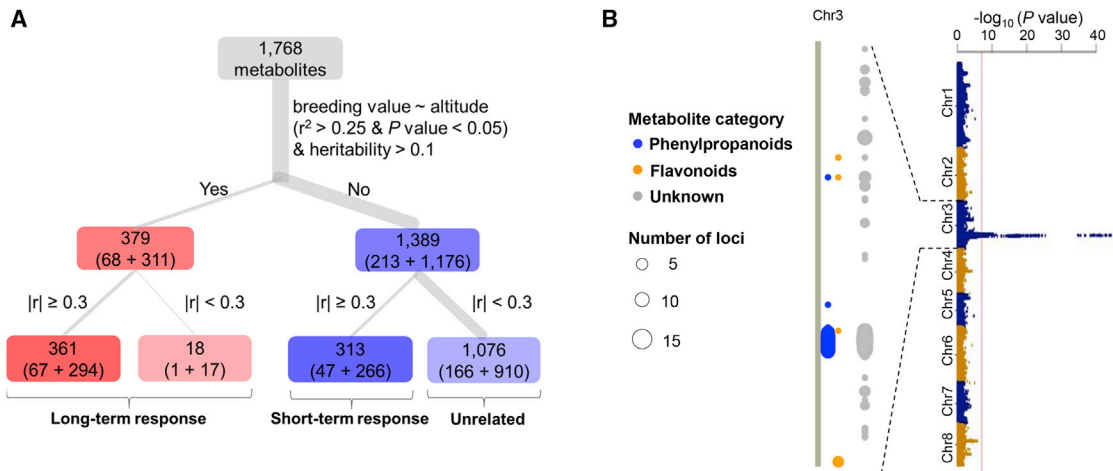 A
1,768
metabolites
breeding value ~ altitude
(r² > 0.25 & P value < 0.05)
& heritability > 0.1
Yes
No
379
(68 + 311)
1,389
(213 + 1,176)
|r| ≥ 0.3
|r| < 0.3
|r| ≥ 0.3
|r| < 0.3
361
(67 + 294)
18
(1 + 17)
313
(47 + 266)
1,076
(166 + 910)
Long-term response
Short-term response
Unrelated
B
Chr3
Metabolite category
Phenylpropanoids
Flavonoids
Unknown
Number of loci
5
10
15
-log₁₀ (P value)
0 10 20 30 40
Chr1
Chr2
Chr3
Chr4
Chr5
Chr6
Chr7
Chr8